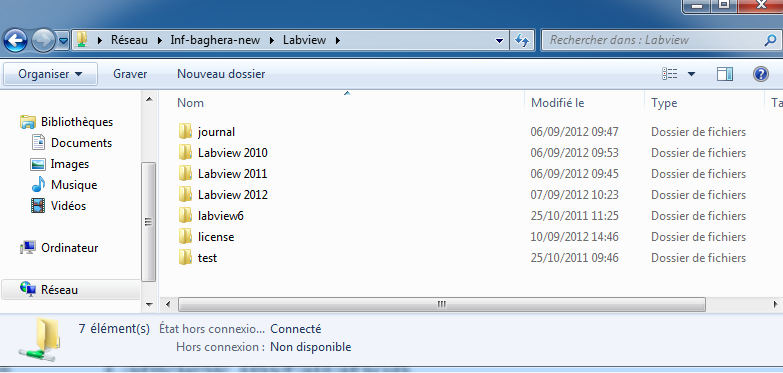 Réseau Inf-baghera-new Labview
Rechercher dans : Labview
Organiser Graver Nouveau dossier
Nom Modifié le Type Ta
Bibliothèques
Documents
Images
Musique
Vidéos
Ordinateur
Réseau
journal 06/09/2012 09:47 Dossier de fichiers
Labview 2010 06/09/2012 09:53 Dossier de fichiers
Labview 2011 06/09/2012 09:45 Dossier de fichiers
Labview 2012 07/09/2012 10:23 Dossier de fichiers
labview6 25/10/2011 11:25 Dossier de fichiers
license 10/09/2012 14:46 Dossier de fichiers
test 25/10/2011 09:46 Dossier de fichiers
7 élément(s) État hors connexio... Connecté
Hors connexion : Non disponible